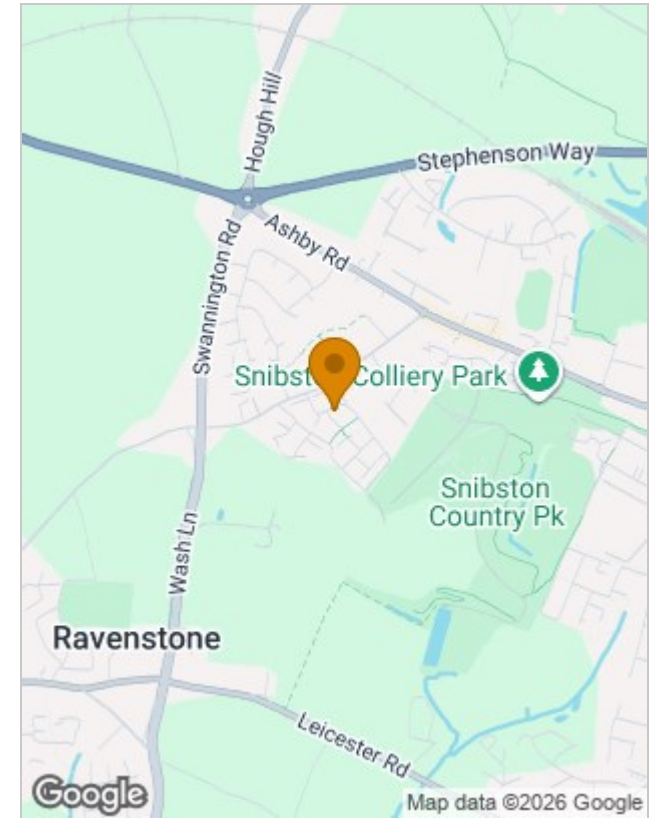 Hough Hill
Stephenson Way
Ashby Rd
Swannington Rd
Snibston Colliery Park
Snibston
Country Pk
Wash Ln
Ravenstone
Leicester Rd
Google
Map data ©2026 Google